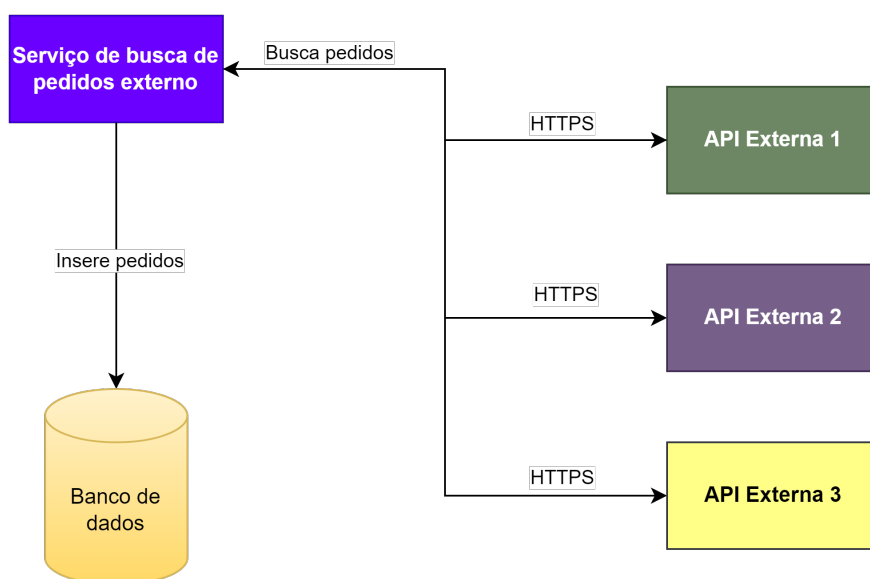 Serviço de busca de
pedidos externo
Busca pedidos
HTTPS
API Externa 1
Insere pedidos
HTTPS
API Externa 2
HTTPS
API Externa 3
Banco de
dados